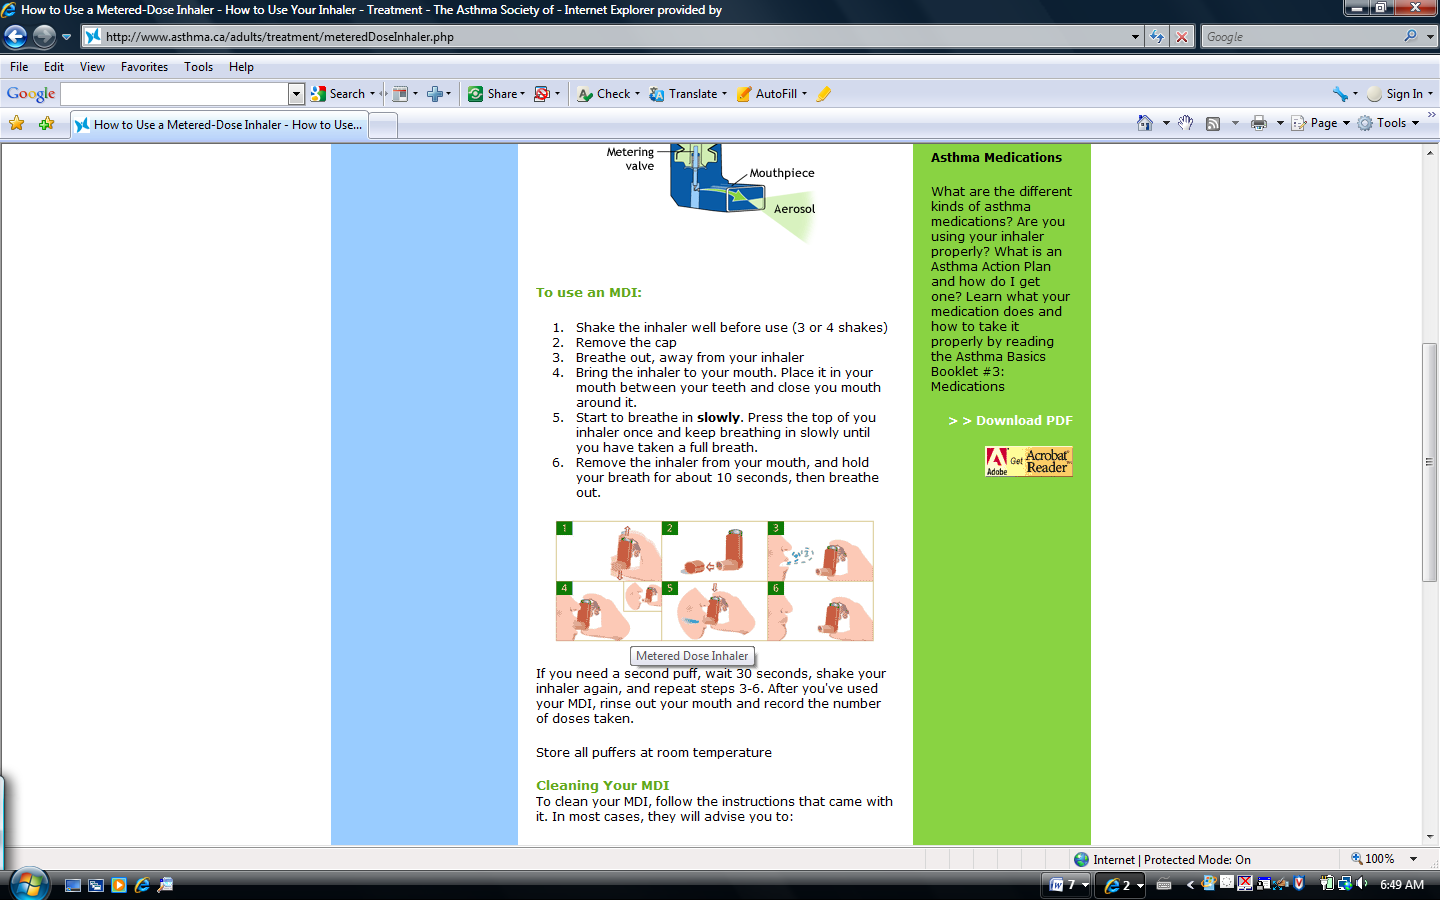 How to Use a Metered-Dose Inhaler - How to Use Your Inhaler - Treatment - The Asthma Society of - Internet Explorer provided by
http://www.asthma.ca/adults/treatment/meteredDoseInhaler.php
Google
File Edit View Favorites Tools Help
Google Search Share Check Translate AutoFill Sign In
How to Use a Metered-Dose Inhaler - How to Use...
Page Tools
Metering
valve
Mouthpiece
Aerosol
To use an MDI:
1. Shake the inhaler well before use (3 or 4 shakes)
2. Remove the cap
3. Breathe out, away from your inhaler
4. Bring the inhaler to your mouth. Place it in your
mouth between your teeth and close you mouth
around it.
5. Start to breathe in slowly. Press the top of you
inhaler once and keep breathing in slowly until
you have taken a full breath.
6. Remove the inhaler from your mouth, and hold
your breath for about 10 seconds, then breathe
out.
1 2 3
4 5 6
Metered Dose Inhaler
If you need a second puff, wait 30 seconds, shake your
inhaler again, and repeat steps 3-6. After you've used
your MDI, rinse out your mouth and record the number
of doses taken.
Store all puffers at room temperature
Cleaning Your MDI
To clean your MDI, follow the instructions that came with
it. In most cases, they will advise you to:
Asthma Medications
What are the different
kinds of asthma
medications? Are you
using your inhaler
properly? What is an
Asthma Action Plan
and how do I get
one? Learn what your
medication does and
how to take it
properly by reading
the Asthma Basics
Booklet #3:
Medications
> > Download PDF
Adobe
Get Acrobat
Reader
Internet | Protected Mode: On
100%
7
2
6:49 AM